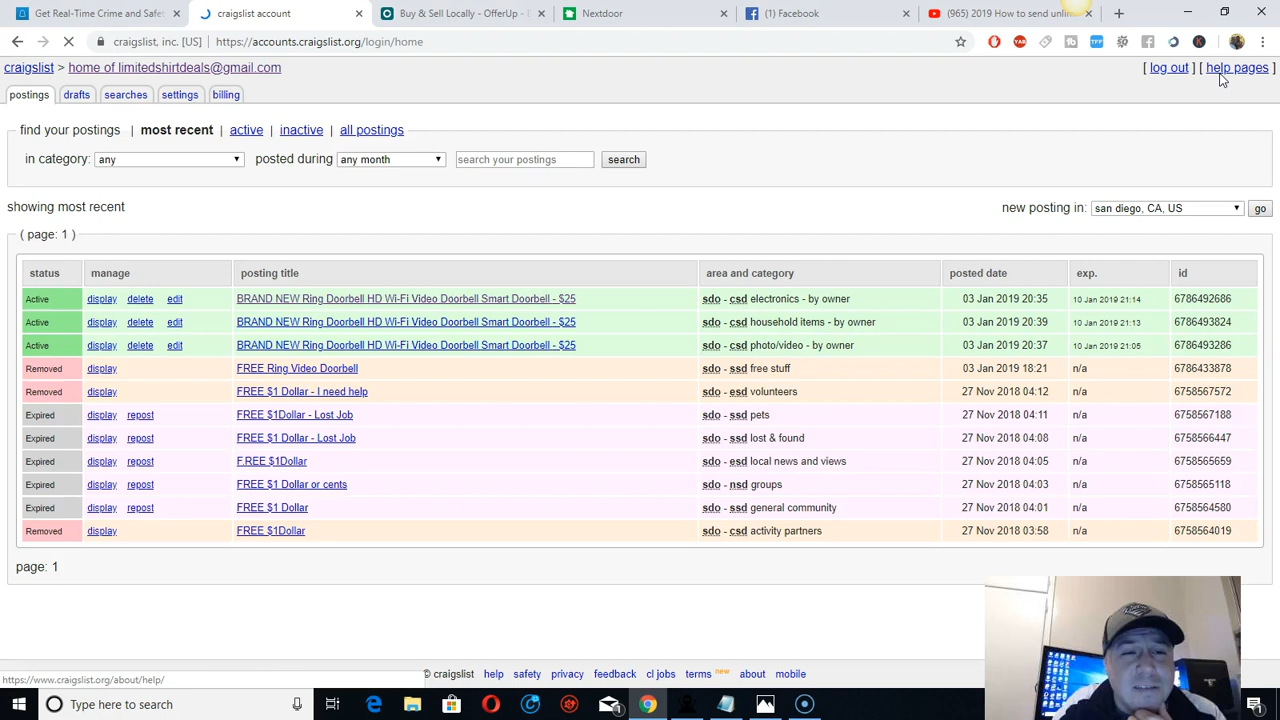 Get Real-Time Crime and Safet
craigslist account
Buy & Sell Locally - OfferUp - B
Nextdoor
(1) Facebook
(965) 2019 How to send unlim
craigslist, inc. [US] | https://accounts.craigslist.org/login/home
craigslist > home of limitedshirtdeals@gmail.com
[ log out ] [ help pages ]
postings drafts searches settings billing
find your postings | most recent | active | inactive | all postings
in category: any posted during any month search your postings search
showing most recent
new posting in: san diego, CA, US go
( page: 1 )
status manage posting title area and category posted date exp. id
Active display delete edit BRAND NEW Ring Doorbell HD Wi-Fi Video Doorbell Smart Doorbell - $25 sdo - csd electronics - by owner 03 Jan 2019 20:35 10 Jan 2019 21:14 6786492686
Active display delete edit BRAND NEW Ring Doorbell HD Wi-Fi Video Doorbell Smart Doorbell - $25 sdo - csd household items - by owner 03 Jan 2019 20:39 10 Jan 2019 21:13 6786493824
Active display delete edit BRAND NEW Ring Doorbell HD Wi-Fi Video Doorbell Smart Doorbell - $25 sdo - csd photo/video - by owner 03 Jan 2019 20:37 10 Jan 2019 21:05 6786493286
Removed display FREE Ring Video Doorbell sdo - ssd free stuff 03 Jan 2019 18:21 n/a 6786433878
Removed display FREE $1 Dollar - I need help sdo - ssd volunteers 27 Nov 2018 04:12 n/a 6758567572
Expired display repost FREE $1Dollar - Lost Job sdo - ssd pets 27 Nov 2018 04:11 n/a 6758567188
Expired display repost FREE $1 Dollar - Lost Job sdo - ssd lost & found 27 Nov 2018 04:08 n/a 6758566447
Expired display repost F.REE $1Dollar sdo - esd local news and views 27 Nov 2018 04:05 n/a 6758565659
Expired display repost FREE $1 Dollar or cents sdo - nsd groups 27 Nov 2018 04:03 n/a 6758565118
Expired display repost FREE $1 Dollar sdo - ssd general community 27 Nov 2018 04:01 n/a 6758564580
Removed display FREE $1Dollar sdo - csd activity partners 27 Nov 2018 03:58 n/a 6758564019
page: 1
© craigslist help safety privacy feedback cl jobs terms new about mobile
https://www.craigslist.org/about/help/
Type here to search